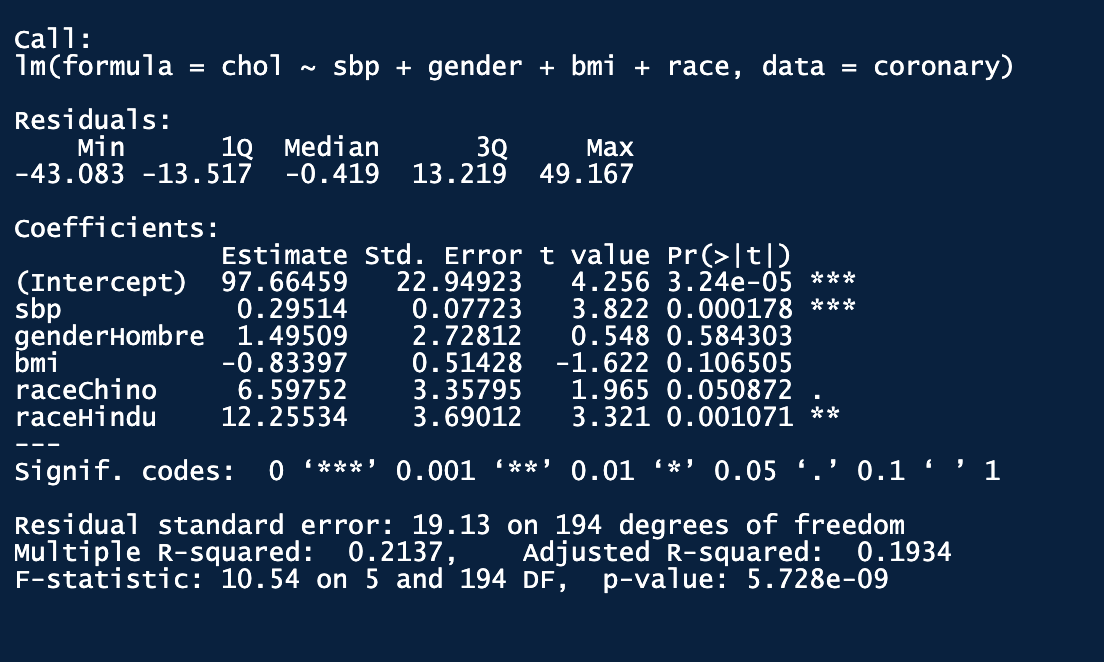 Call:
lm(formula = chol ~ sbp + gender + bmi + race, data = coronary)
Residuals:
    Min      1Q  Median      3Q     Max
-43.083 -13.517  -0.419  13.219  49.167
Coefficients:
             Estimate Std. Error t value Pr(>|t|)
(Intercept)  97.66459   22.94923   4.256 3.24e-05 ***
sbp           0.29514    0.07723   3.822 0.000178 ***
genderHombre  1.49509    2.72812   0.548 0.584303
bmi          -0.83397    0.51428  -1.622 0.106505
raceChino     6.59752    3.35795   1.965 0.050872 .
raceHindu    12.25534    3.69012   3.321 0.001071 **
---
Signif. codes:  0 ‘***’ 0.001 ‘**’ 0.01 ‘*’ 0.05 ‘.’ 0.1 ‘ ’ 1
Residual standard error: 19.13 on 194 degrees of freedom
Multiple R-squared:  0.2137,    Adjusted R-squared:  0.1934
F-statistic: 10.54 on 5 and 194 DF,  p-value: 5.728e-09